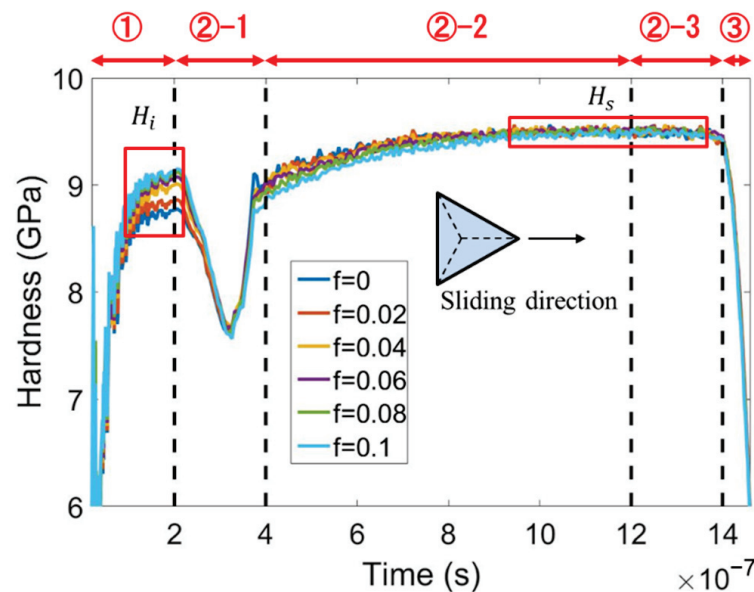 ① ②-1 ②-2 ②-3 ③
10
9
8
7
6
Hardness (GPa)
H_i
H_s
f=0
f=0.02
f=0.04
f=0.06
f=0.08
f=0.1
Sliding direction
2 4 6 8 10 12 14
×10^-7
Time (s)